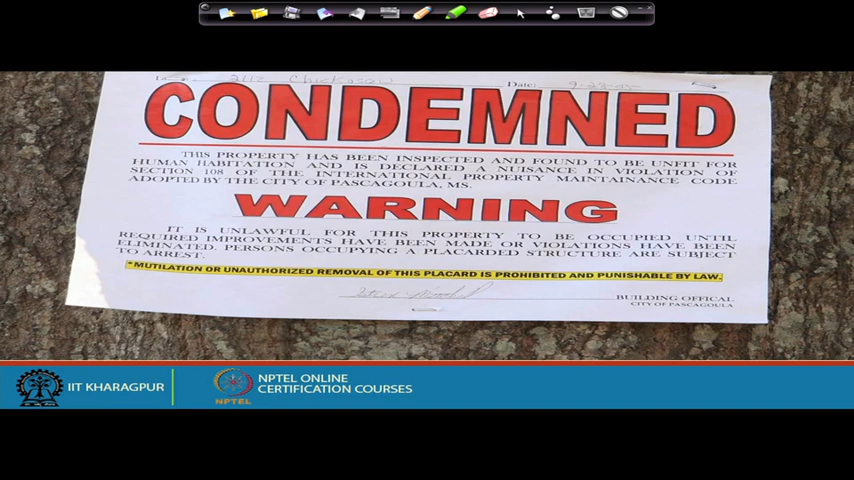 2112 Chickasaw Date:
CONDEMNED
THIS PROPERTY HAS BEEN INSPECTED AND FOUND TO BE UNFIT FOR
HUMAN HABITATION AND IS DECLARED A NUISANCE IN VIOLATION OF
SECTION 108 OF THE INTERNATIONAL PROPERTY MAINTAINANCE CODE
ADOPTED BY THE CITY OF PASCAGOULA, MS.
WARNING
IT IS UNLAWFUL FOR THIS PROPERTY TO BE OCCUPIED UNTIL
REQUIRED IMPROVEMENTS HAVE BEEN MADE OR VIOLATIONS HAVE BEEN
ELIMINATED. PERSONS OCCUPYING A PLACARDED STRUCTURE ARE SUBJECT
TO ARREST.
*MUTILATION OR UNAUTHORIZED REMOVAL OF THIS PLACARD IS PROHIBITED AND PUNISHABLE BY LAW.
BUILDING OFFICAL
CITY OF PASCAGOULA
IIT KHARAGPUR
NPTEL
NPTEL ONLINE
CERTIFICATION COURSES